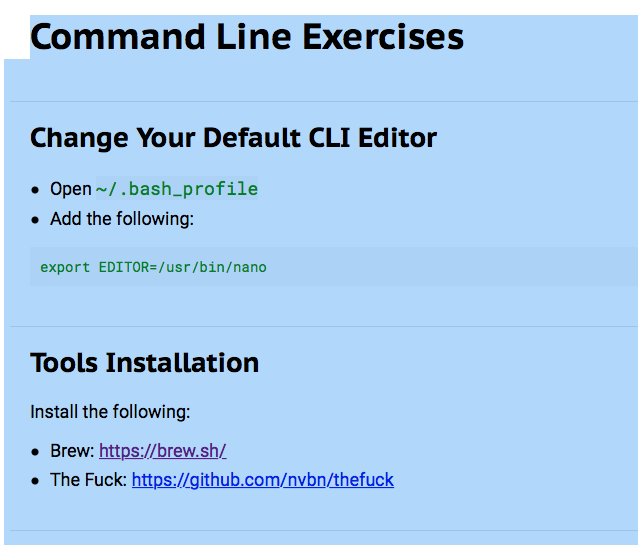 Command Line Exercises
Change Your Default CLI Editor
Open ~/.bash_profile
Add the following:
export EDITOR=/usr/bin/nano
Tools Installation
Install the following:
Brew: https://brew.sh/
The Fuck: https://github.com/nvbn/thefuck